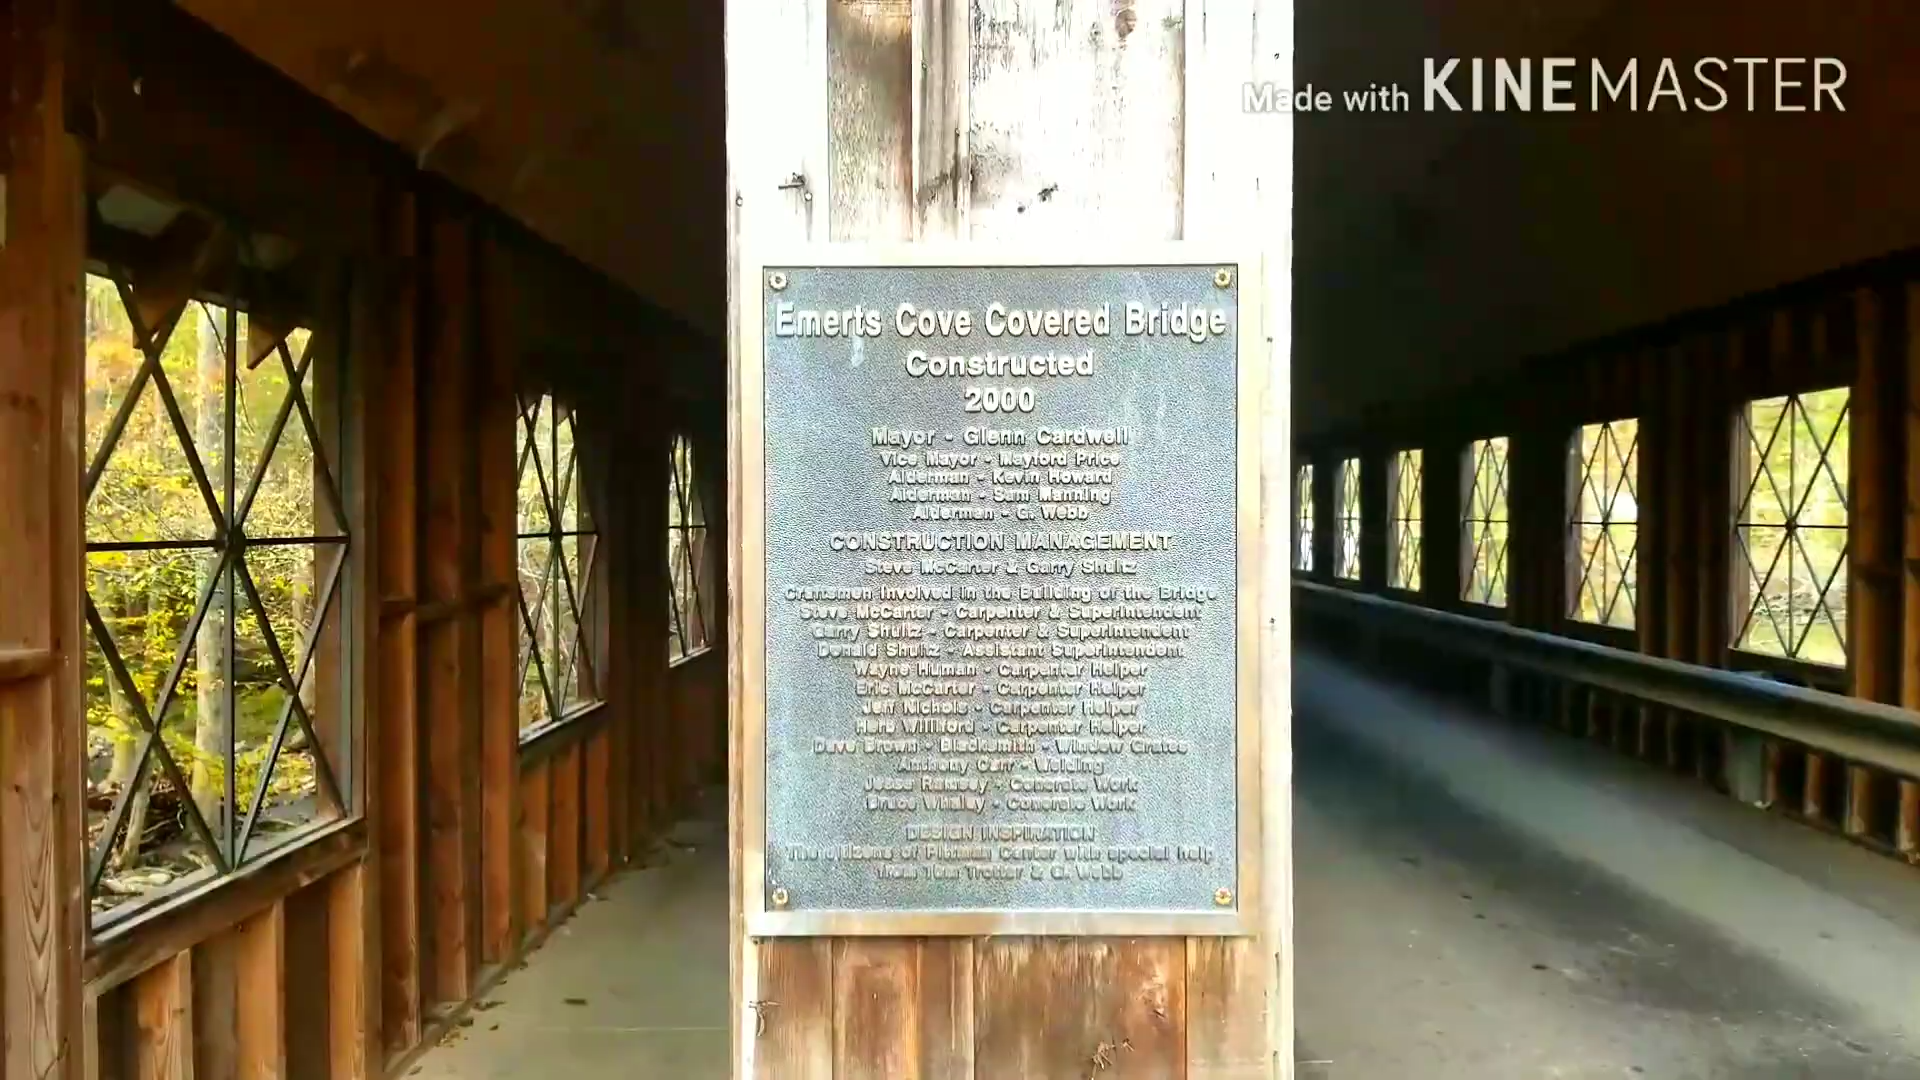 Made with KINEMASTER
Emerts Cove Covered Bridge
Constructed
2000
Mayor - Glenn Cardwell
Vice Mayor - Mayford Price
Alderman - Kevin Howard
Alderman - Sam Manning
Alderman - G. Webb
CONSTRUCTION MANAGEMENT
Steve McCarter & Garry Shultz
Craftsmen Involved in the Building of the Bridge
Steve McCarter - Carpenter & Superintendent
Garry Shultz - Carpenter & Superintendent
Donald Shultz - Assistant Superintendent
Wayne Human - Carpenter Helper
Eric McCarter - Carpenter Helper
Jeff Nichols - Carpenter Helper
Herb Williford - Carpenter Helper
Dave Brown - Blacksmith - Window Grates
Anthony Carr - Welding
Jesse Ramsey - Concrete Work
Bruce Whaley - Concrete Work
DESIGN INSPIRATION
The citizens of Pittman Center with special help
from Tom Trotter & G. Webb